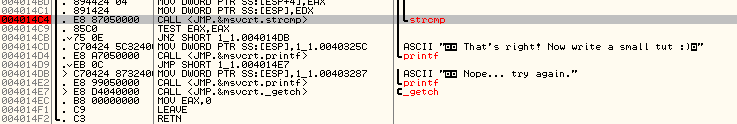 004014BD . 894424 04 MOV DWORD PTR SS:[ESP+4],EAX
004014C1 . 891424 MOV DWORD PTR SS:[ESP],EDX
004014C4 . E8 87050000 CALL <JMP.&msvcrt.strcmp> strcmp
004014C9 . 85C0 TEST EAX,EAX
004014CB .75 0E JNZ SHORT 1_1.004014DB
004014CD . C70424 5C3240 MOV DWORD PTR SS:[ESP],1_1.0040325C ASCII " That's right! Now write a small tut :)"
004014D4 . E8 A7050000 CALL <JMP.&msvcrt.printf> printf
004014D9 .EB 0C JMP SHORT 1_1.004014E7
004014DB > C70424 873240 MOV DWORD PTR SS:[ESP],1_1.00403287 ASCII " Nope... try again."
004014E2 . E8 99050000 CALL <JMP.&msvcrt.printf> printf
004014E7 > E8 D4040000 CALL <JMP.&msvcrt._getch> _getch
004014EC . B8 00000000 MOV EAX,0
004014F1 . C9 LEAVE
004014F2 . C3 RETN